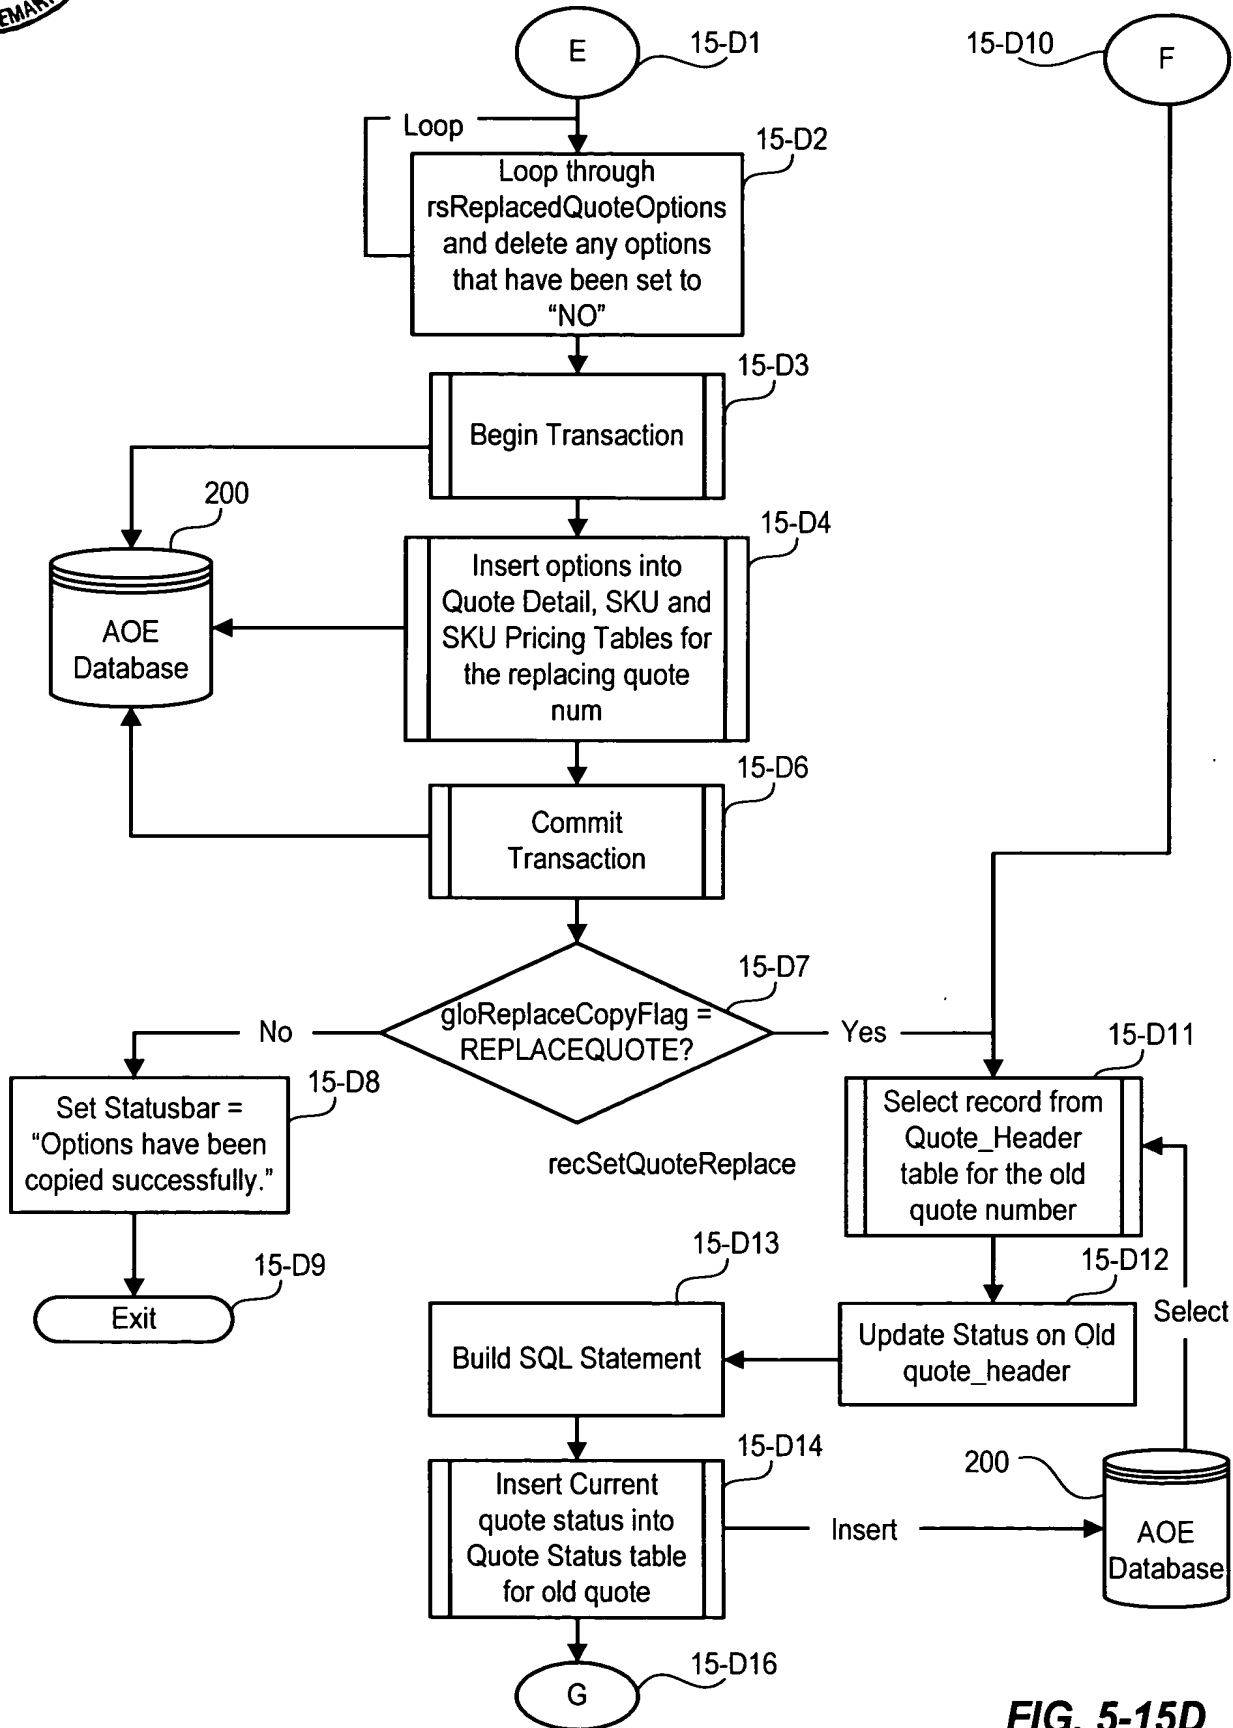 E
15-D1
15-D10
F
Loop
15-D2
Loop through
rsReplacedQuoteOptions
and delete any options
that have been set to
“NO”
15-D3
Begin Transaction
200
AOE
Database
15-D4
Insert options into
Quote Detail, SKU and
SKU Pricing Tables for
the replacing quote
num
15-D6
Commit
Transaction
15-D7
gloReplaceCopyFlag =
REPLACEQUOTE?
No
Yes
15-D8
Set Statusbar =
“Options have been
copied successfully.”
15-D9
Exit
15-D11
Select record from
Quote_Header
table for the old
quote number
recSetQuoteReplace
15-D12
Update Status on Old
quote_header
Select
15-D13
Build SQL Statement
15-D14
Insert Current
quote status into
Quote Status table
for old quote
Insert
200
AOE
Database
15-D16
G
FIG. 5-15D